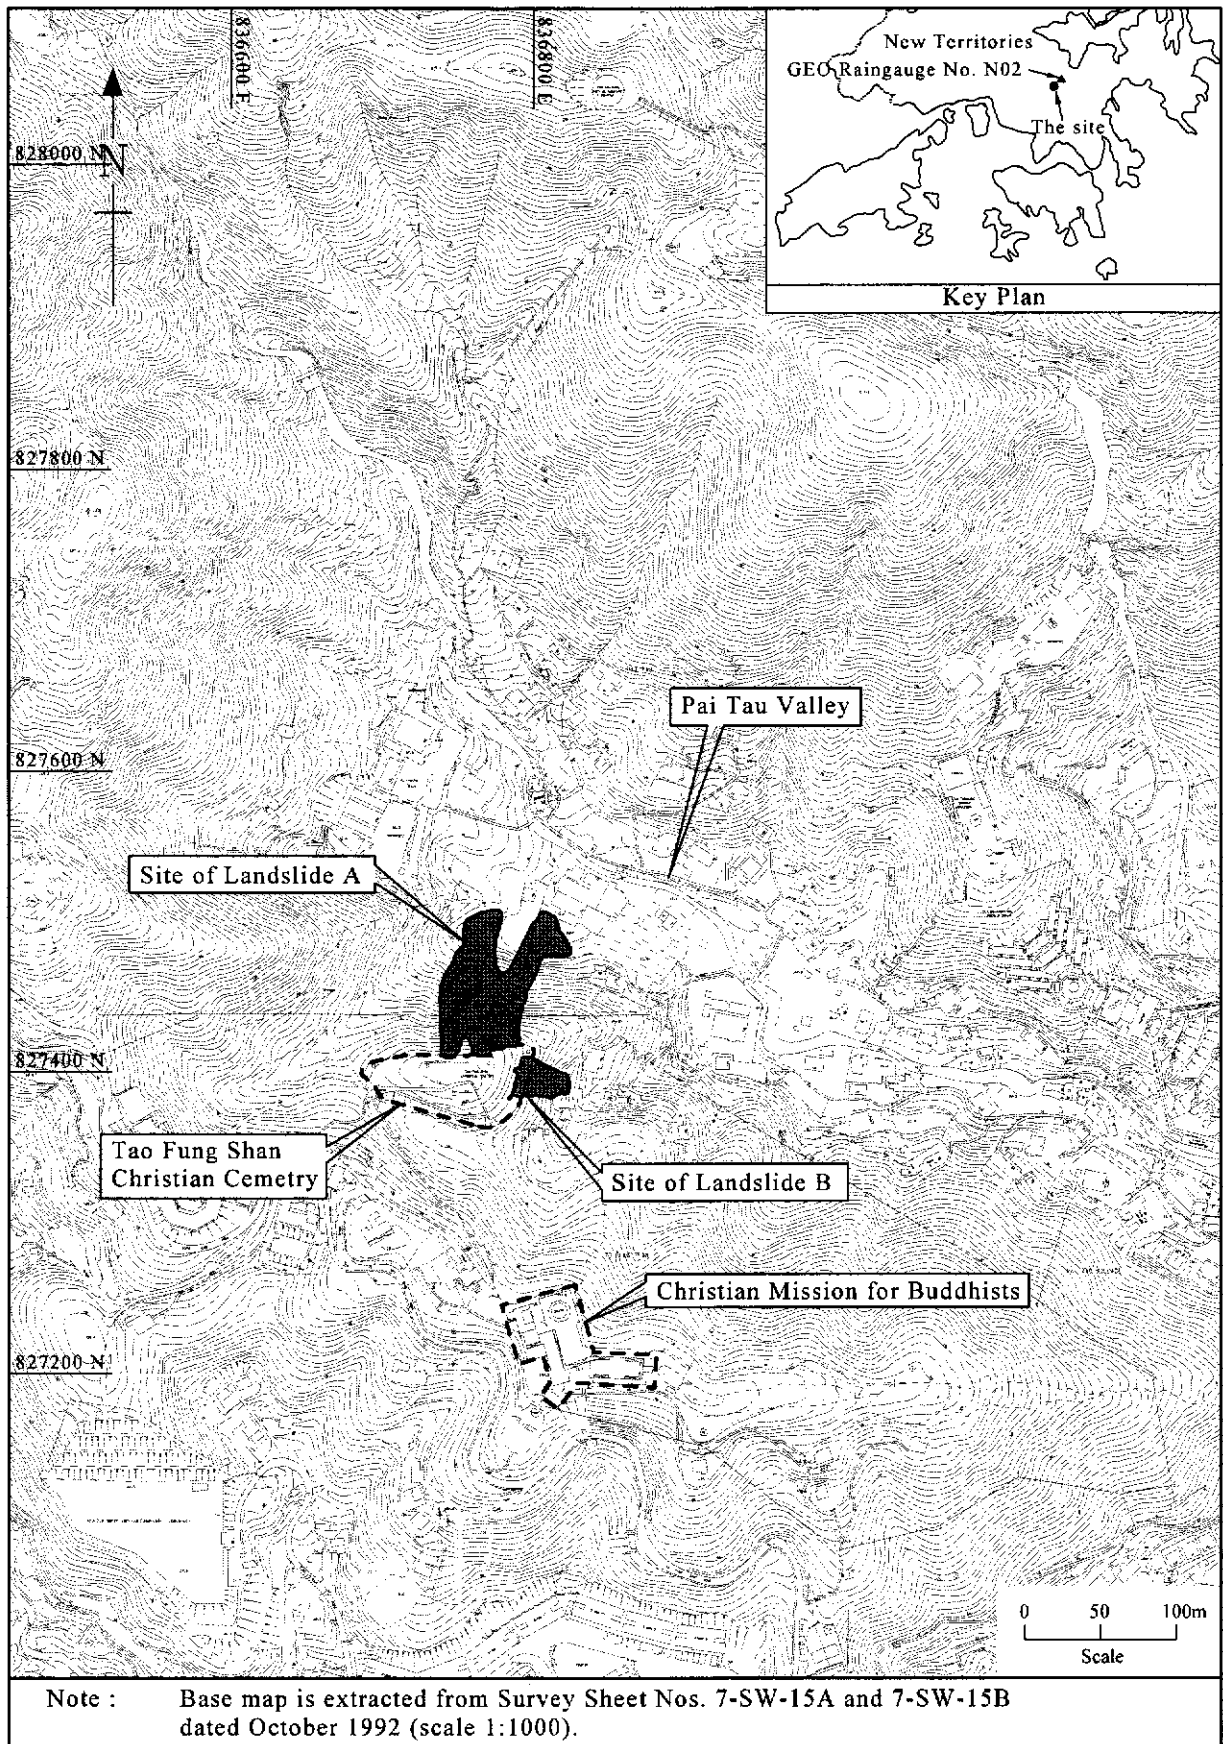 836600 E
836800 E
New Territories
GEO Raingauge No. N02
The site
Key Plan
828000 N
N
827800 N
Pai Tau Valley
827600 N
Site of Landslide A
827400 N
Tao Fung Shan
Christian Cemetry
Site of Landslide B
Christian Mission for Buddhists
827200 N
0 50 100m
Scale
Note : Base map is extracted from Survey Sheet Nos. 7-SW-15A and 7-SW-15B
dated October 1992 (scale 1:1000).